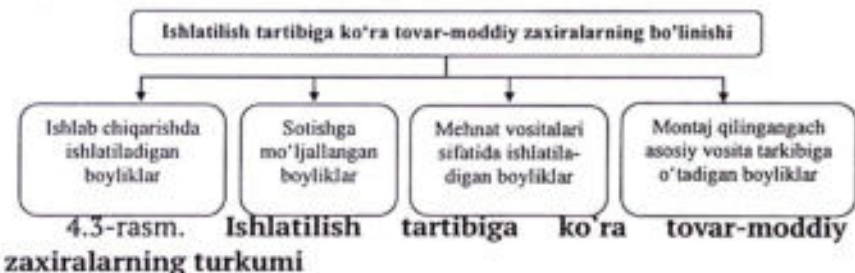 Ishlatilish tartibiga ko‘ra tovar-moddiy zaxiralarning bo‘linishi
Ishlab chiqarishda
ishlatiladigan
boyliklar
Sotishga
mo‘ljallangan
boyliklar
Mehnat vositalari
sifatida ishlatila-
digan boyliklar
Montaj qilingangach
asosiy vosita tarkibiga
o‘tadigan boyliklar
4.3-rasm. Ishlatilish tartibiga ko‘ra tovar-moddiy
zaxiralarning turkumi